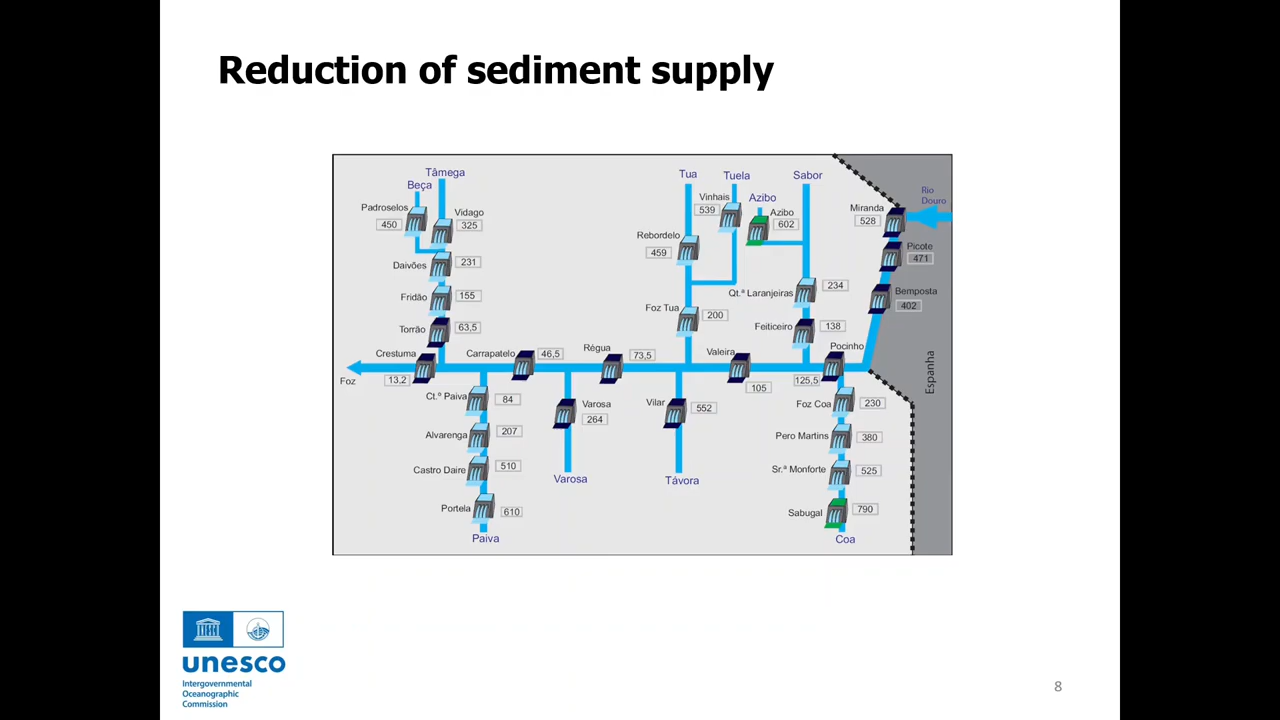 Reduction of sediment supply
Tâmega
Beça
Padroselos
450
Vidago
325
Daivões
231
Fridão
155
Torrão
63,5
Crestuma
13,2
Foz
Carrapatelo
46,5
Régua
73,5
Tua
Tuela
Vinhais
539
Rebordelo
459
Foz Tua
200
Valeira
105
Sabor
Azibo
Azibo
602
Qt.ª Laranjeiras
234
Feiticeiro
138
Pocinho
125,5
Rio
Douro
Miranda
528
Picote
471
Bemposta
402
Espanha
Ct.º Paiva
84
Alvarenga
207
Castro Daire
510
Portela
610
Paiva
Varosa
264
Varosa
Vilar
552
Távora
Foz Coa
230
Pero Martins
380
Sr.ª Monforte
525
Sabugal
790
Coa
unesco
Intergovernmental
Oceanographic
Commission
8